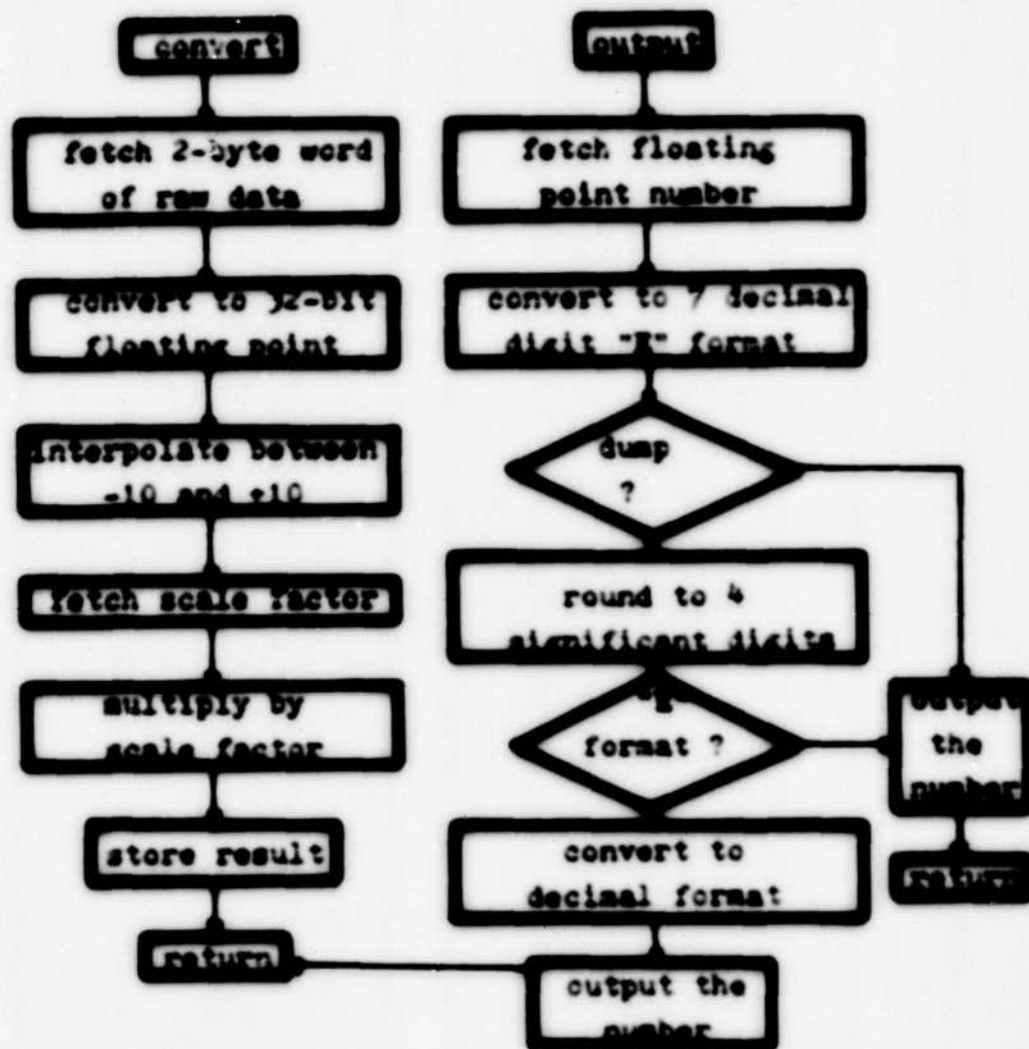 convert
fetch 2-byte word
of raw data
convert to 32-bit
floating point
interpolate between
-10 and +10
fetch scale factor
multiply by
scale factor
store result
return
output
fetch floating
point number
convert to 7 decimal
digit "E" format
dump
?
round to 4
significant digits
"E"
format ?
convert to
decimal format
output the
number
output
the
number
return